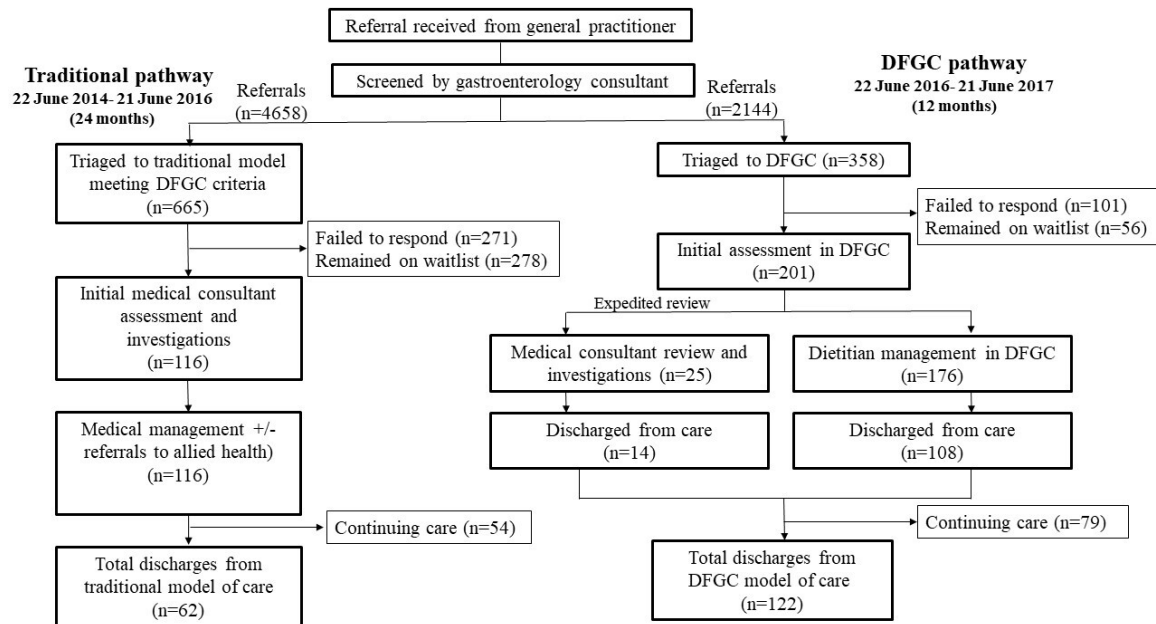 Referral received from general practitioner
Screened by gastroenterology consultant
Traditional pathway
22 June 2014- 21 June 2016
(24 months)
Referrals
(n=4658)
Referrals
(n=2144)
DFGC pathway
22 June 2016- 21 June 2017
(12 months)
Triaged to traditional model
meeting DFGC criteria
(n=665)
Failed to respond (n=271)
Remained on waitlist (n=278)
Initial medical consultant
assessment and
investigations
(n=116)
Medical management +/-
referrals to allied health)
(n=116)
Continuing care (n=54)
Total discharges from
traditional model of care
(n=62)
Triaged to DFGC (n=358)
Failed to respond (n=101)
Remained on waitlist (n=56)
Initial assessment in DFGC
(n=201)
Expedited review
Medical consultant review and
investigations (n=25)
Dietitian management in DFGC
(n=176)
Discharged from care
(n=14)
Discharged from care
(n=108)
Continuing care (n=79)
Total discharges from
DFGC model of care
(n=122)